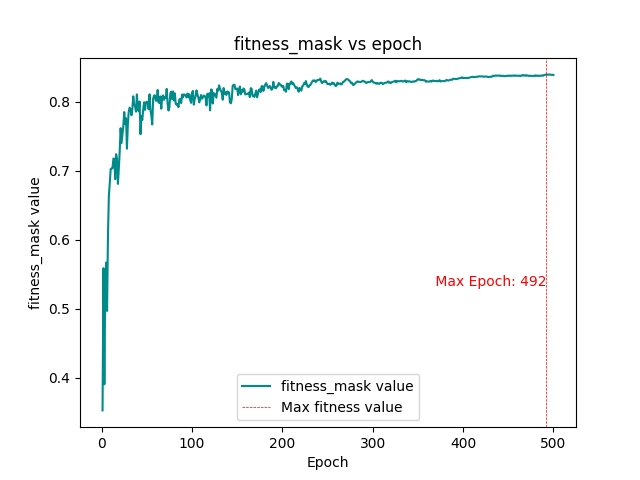 fitness_mask vs epoch
fitness_mask value
0.8
0.7
0.6
0.5
0.4
Max Epoch: 492
fitness_mask value
Max fitness value
0
100
200
300
400
500
Epoch